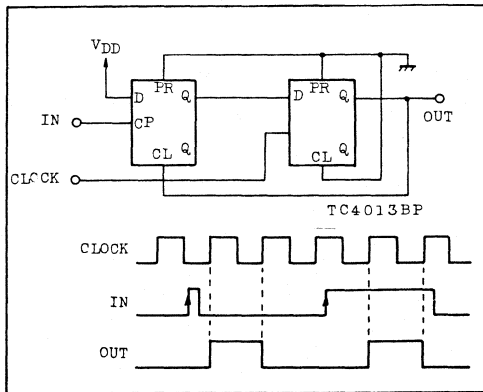 VDD
PR
D Q
D PR Q
IN
CP
OUT
Q
CL
Q
CL
CLOCK
TC4013BP
CLOCK
IN
OUT